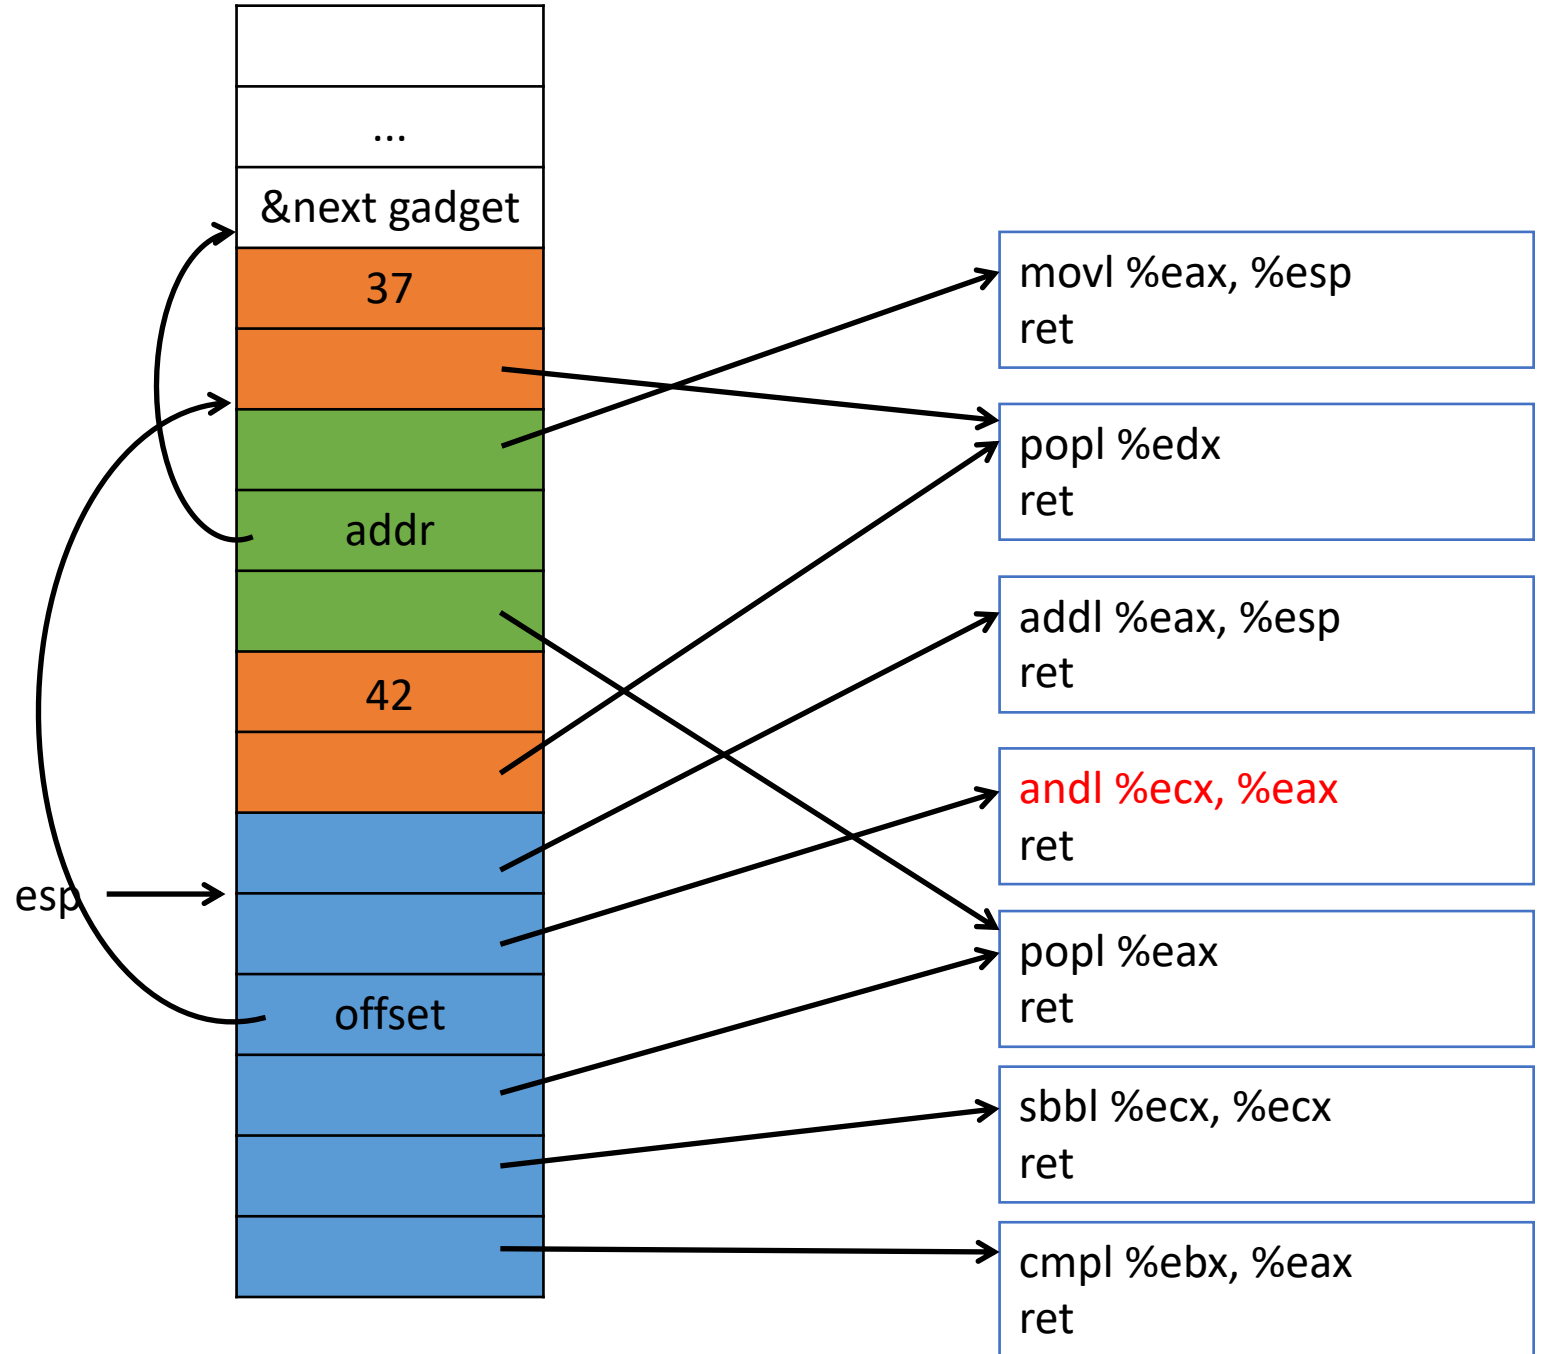 ...
&next gadget
37
addr
42
esp
offset
movl %eax, %esp
ret
popl %edx
ret
addl %eax, %esp
ret
andl %ecx, %eax
ret
popl %eax
ret
sbbl %ecx, %ecx
ret
cmpl %ebx, %eax
ret